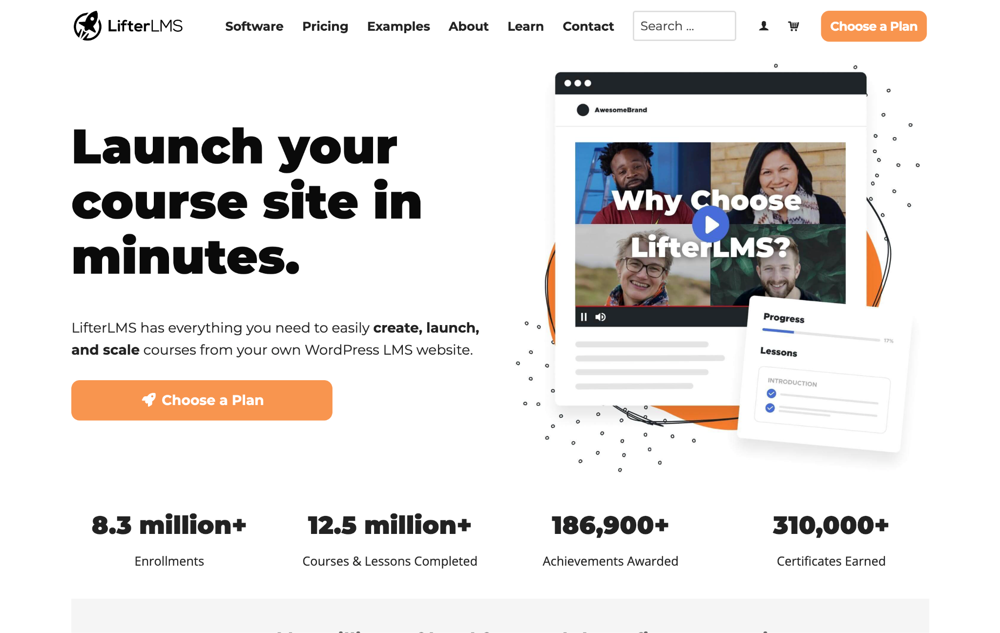 LifterLMS
Software Pricing Examples About Learn Contact Search ... Choose a Plan
AwesomeBrand
Launch your
course site in
minutes.
Why Choose
LifterLMS?
LifterLMS has everything you need to easily create, launch,
and scale courses from your own WordPress LMS website.
Choose a Plan
Progress
17%
Lessons
INTRODUCTION
8.3 million+
Enrollments
12.5 million+
Courses & Lessons Completed
186,900+
Achievements Awarded
310,000+
Certificates Earned